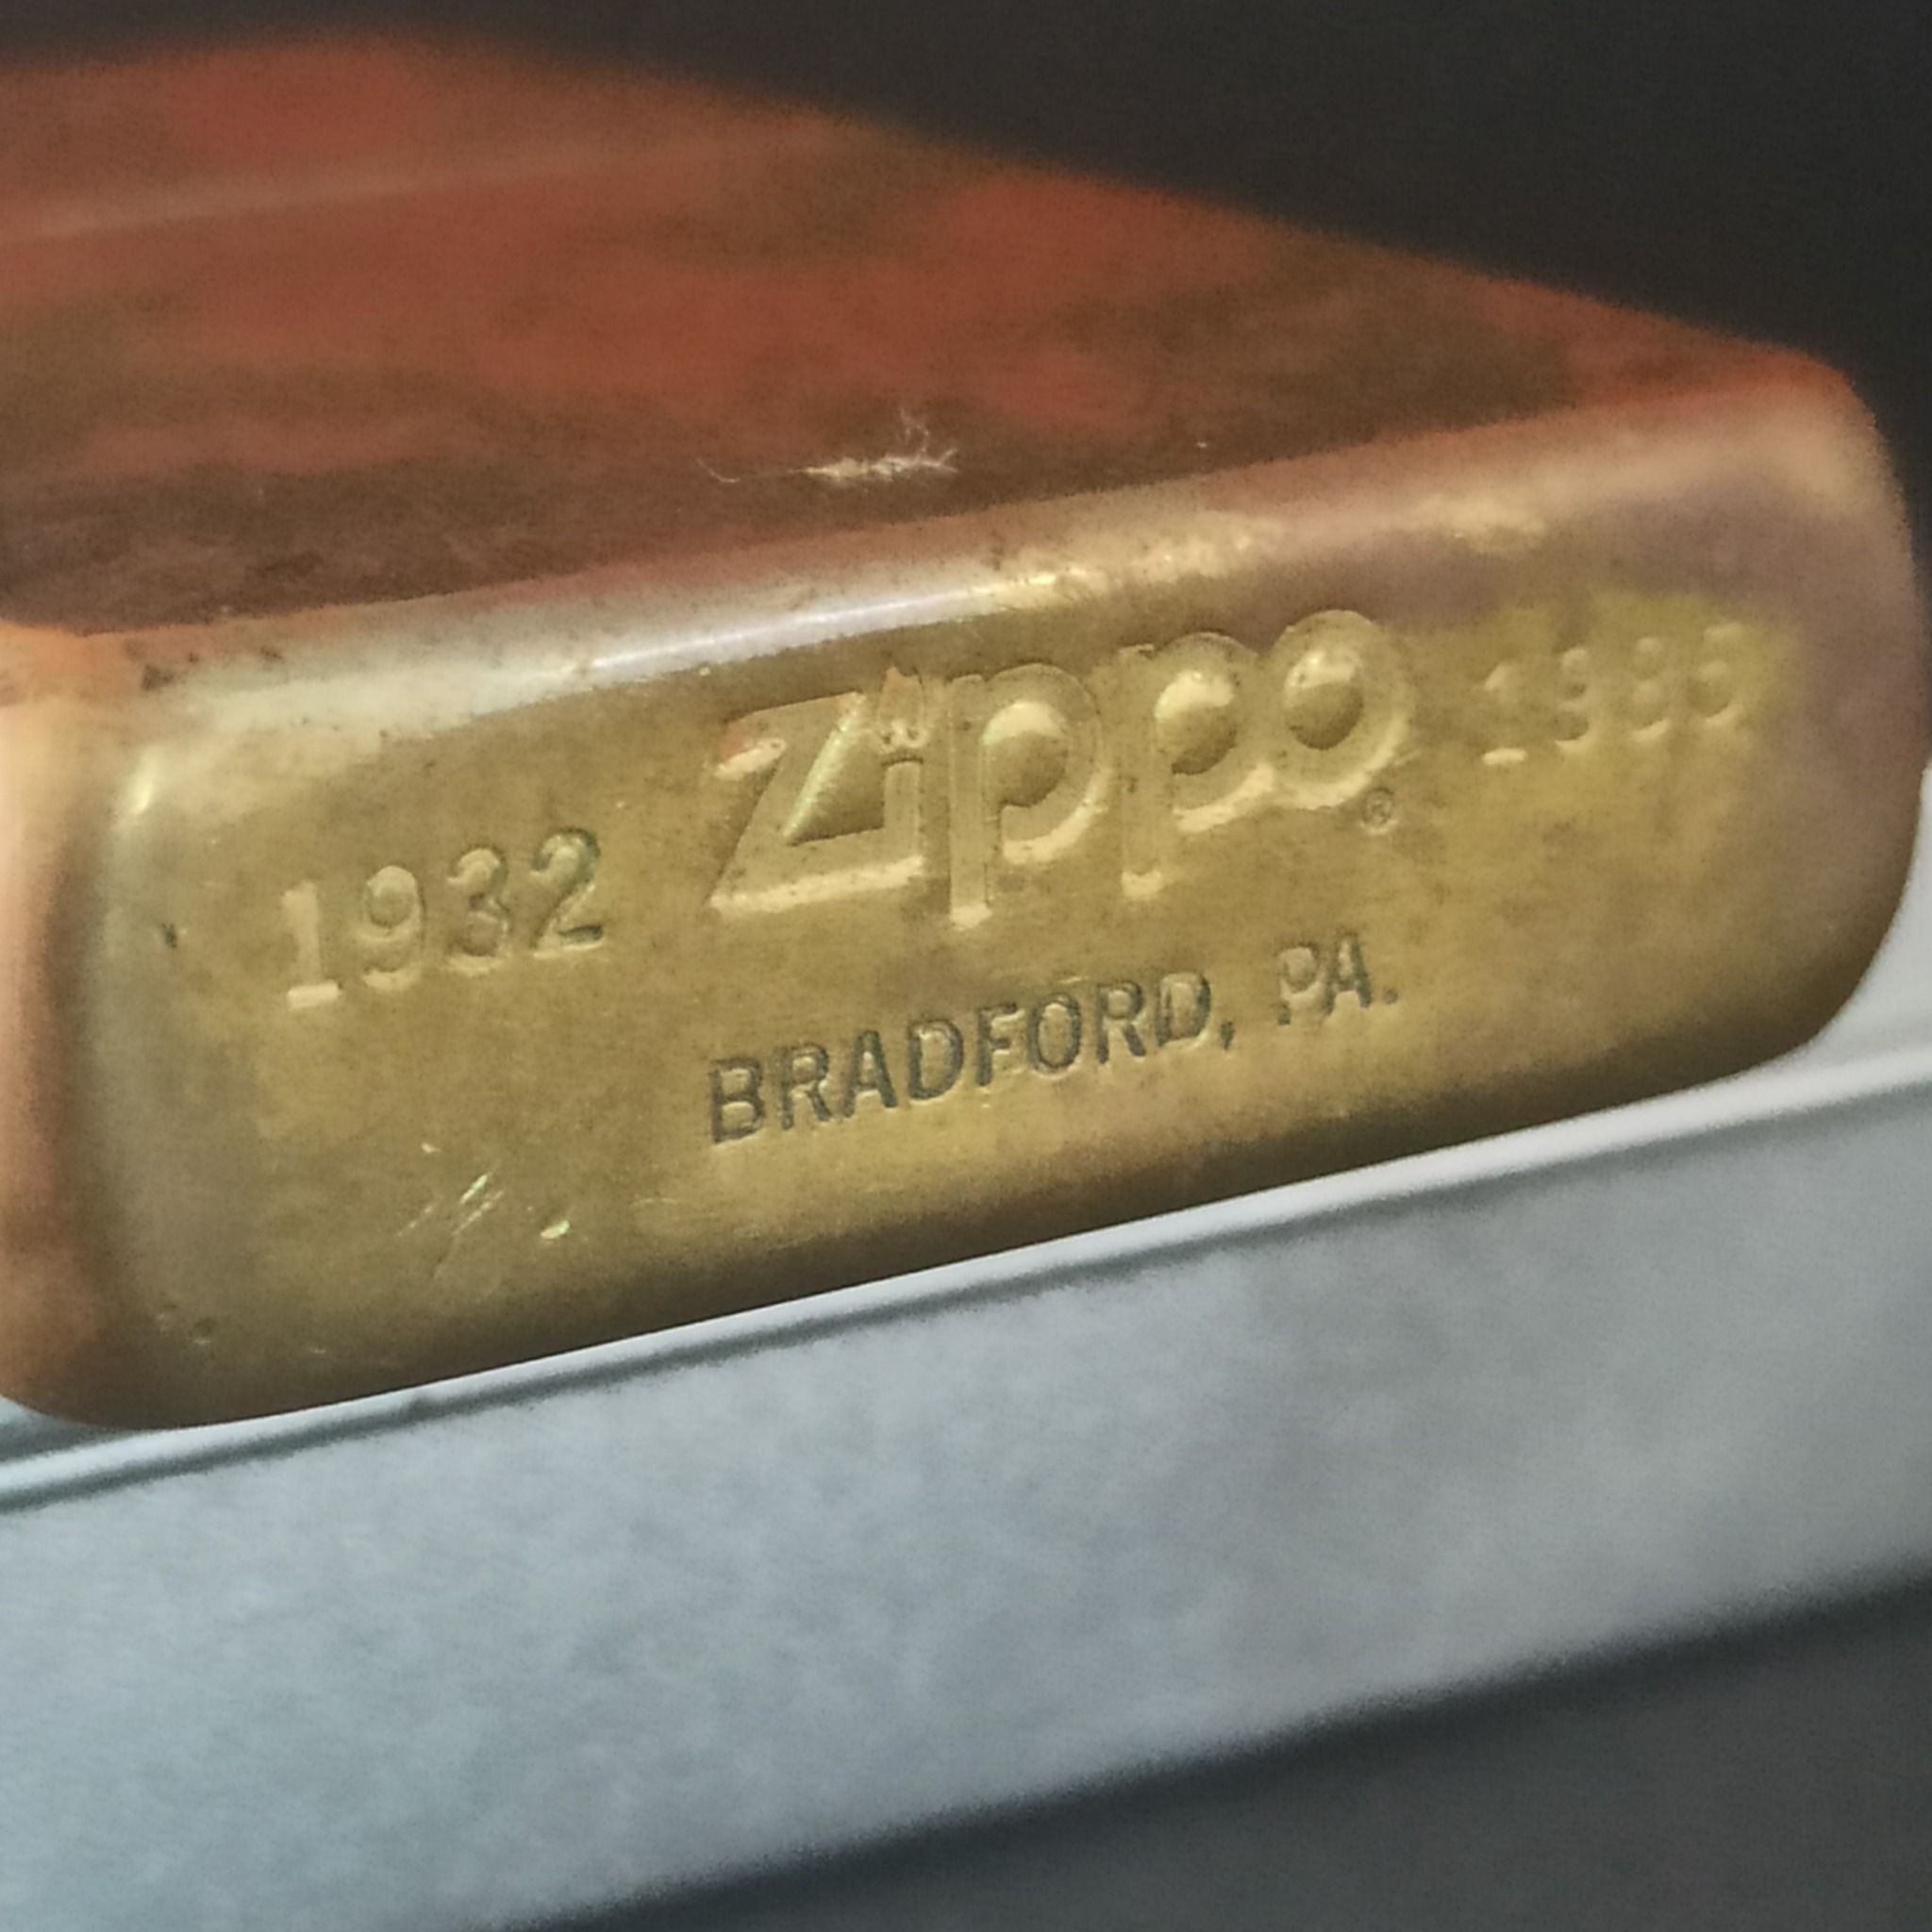 1932 Zippo® 
BRADFORD, PA.